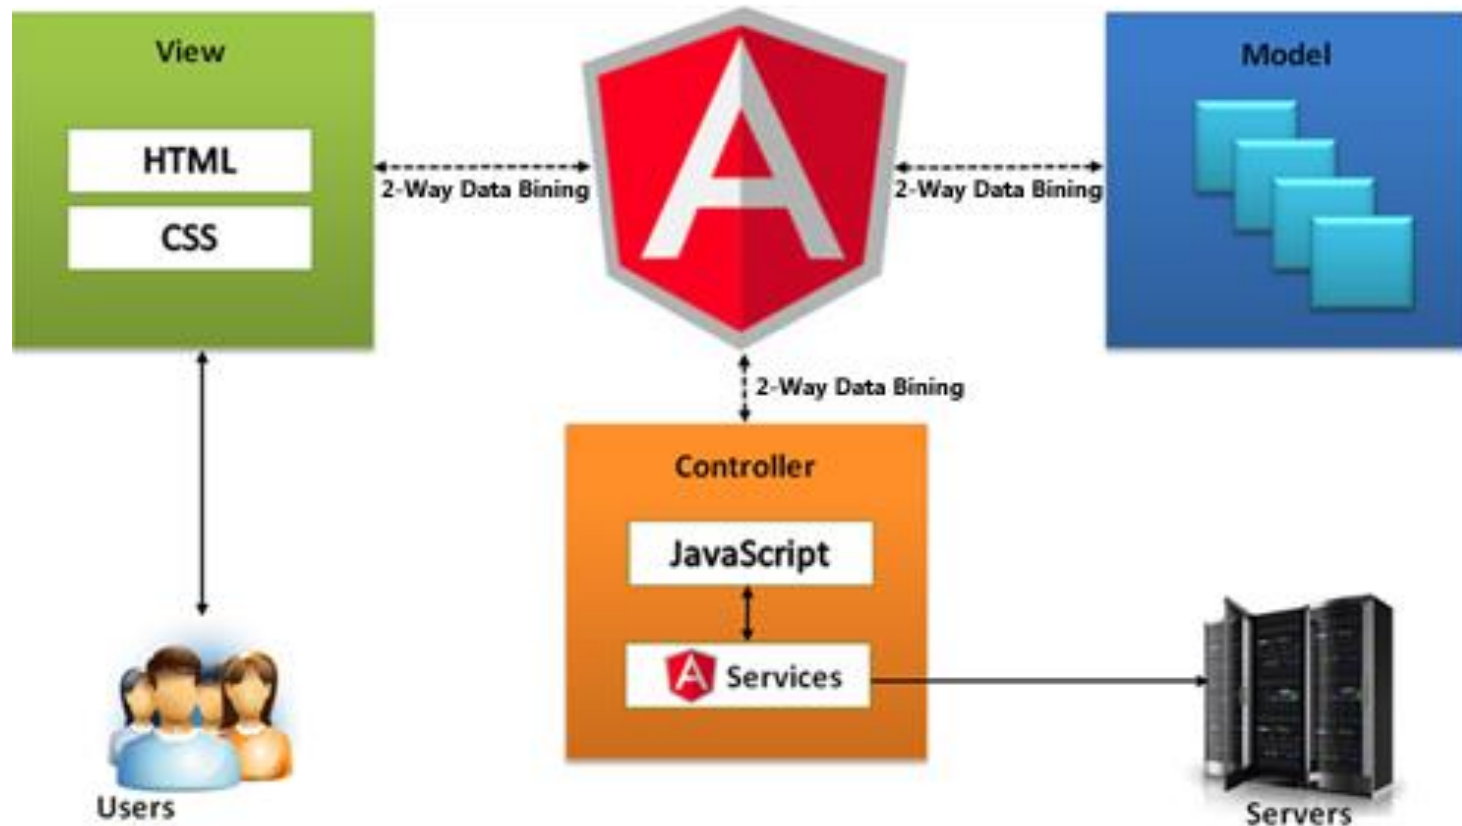 View
Model
HTML
CSS
2-Way Data Bining
2-Way Data Bining
2-Way Data Bining
Controller
JavaScript
Services
Users
Servers